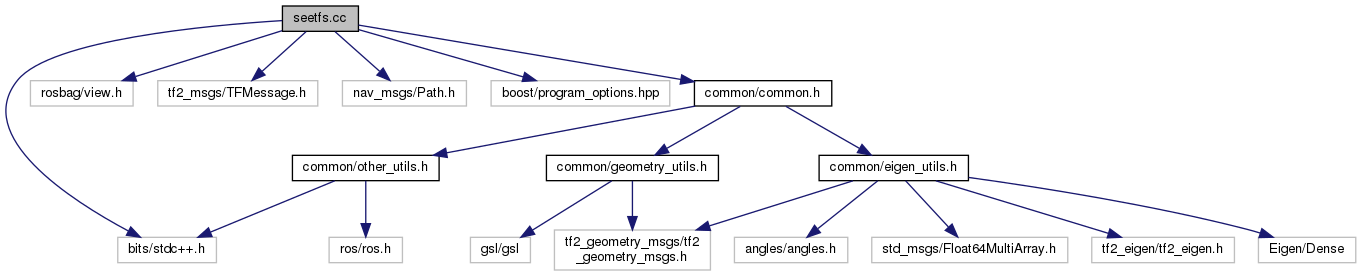 seetfs.cc
rosbag/view.h
tf2_msgs/TFMessage.h
nav_msgs/Path.h
boost/program_options.hpp
common/common.h
common/other_utils.h
common/geometry_utils.h
common/eigen_utils.h
bits/stdc++.h
ros/ros.h
gsl/gsl
tf2_geometry_msgs/tf2
_geometry_msgs.h
angles/angles.h
std_msgs/Float64MultiArray.h
tf2_eigen/tf2_eigen.h
Eigen/Dense